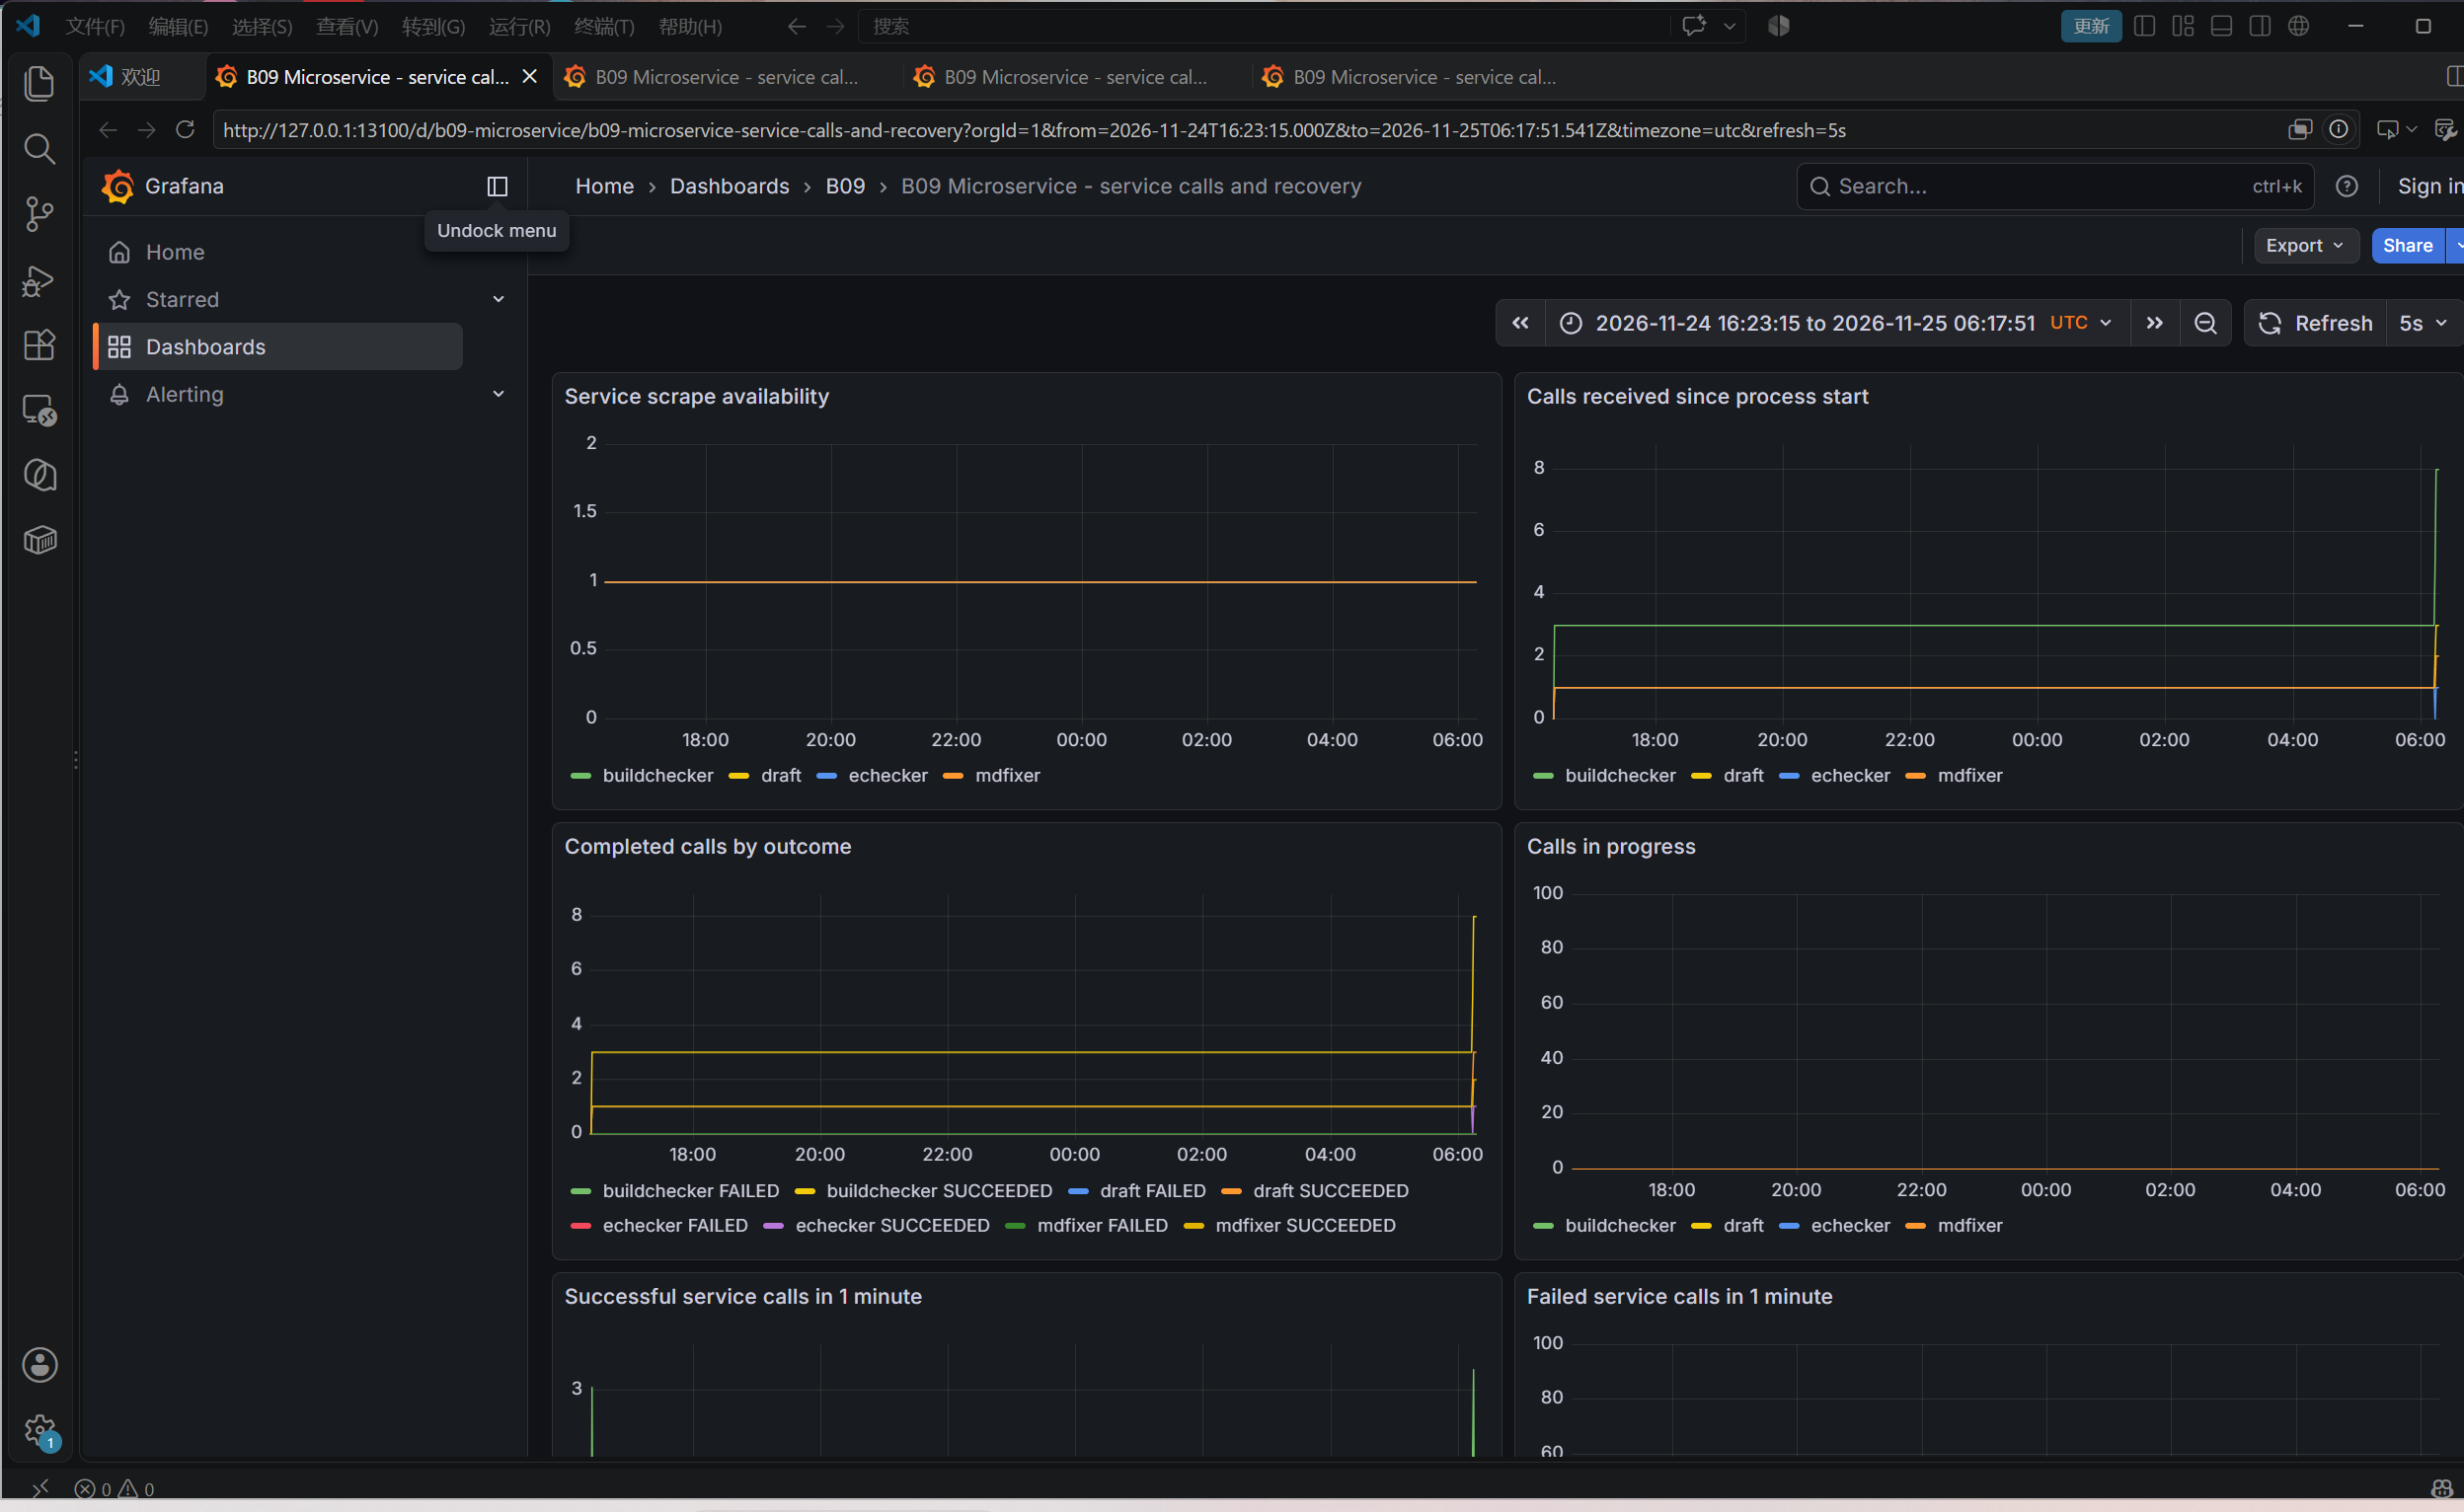 文件(F) 编辑(E) 选择(S) 查看(V) 转到(G) 运行(R) 终端(T) 帮助(H) 搜索 更新
欢迎 B09 Microservice - service cal... B09 Microservice - service cal... B09 Microservice - service cal... B09 Microservice - service cal...
http://127.0.0.1:13100/d/b09-microservice/b09-microservice-service-calls-and-recovery?orgId=1&from=2026-11-24T16:23:15.000Z&to=2026-11-25T06:17:51.541Z&timezone=utc&refresh=5s
Grafana
Home › Dashboards › B09 › B09 Microservice - service calls and recovery
Search... ctrl+k
Sign in
Undock menu
Home
Starred
Dashboards
Alerting
Export
Share
2026-11-24 16:23:15 to 2026-11-25 06:17:51 UTC
Refresh 5s
Service scrape availability
2
1.5
1
0.5
0
18:00 20:00 22:00 00:00 02:00 04:00 06:00
buildchecker draft echecker mdfixer
Calls received since process start
8
6
4
2
0
18:00 20:00 22:00 00:00 02:00 04:00 06:00
buildchecker draft echecker mdfixer
Completed calls by outcome
8
6
4
2
0
18:00 20:00 22:00 00:00 02:00 04:00 06:00
buildchecker FAILED buildchecker SUCCEEDED draft FAILED draft SUCCEEDED
echecker FAILED echecker SUCCEEDED mdfixer FAILED mdfixer SUCCEEDED
Calls in progress
100
80
60
40
20
0
18:00 20:00 22:00 00:00 02:00 04:00 06:00
buildchecker draft echecker mdfixer
Successful service calls in 1 minute
3
Failed service calls in 1 minute
100
80
60
1
0 0